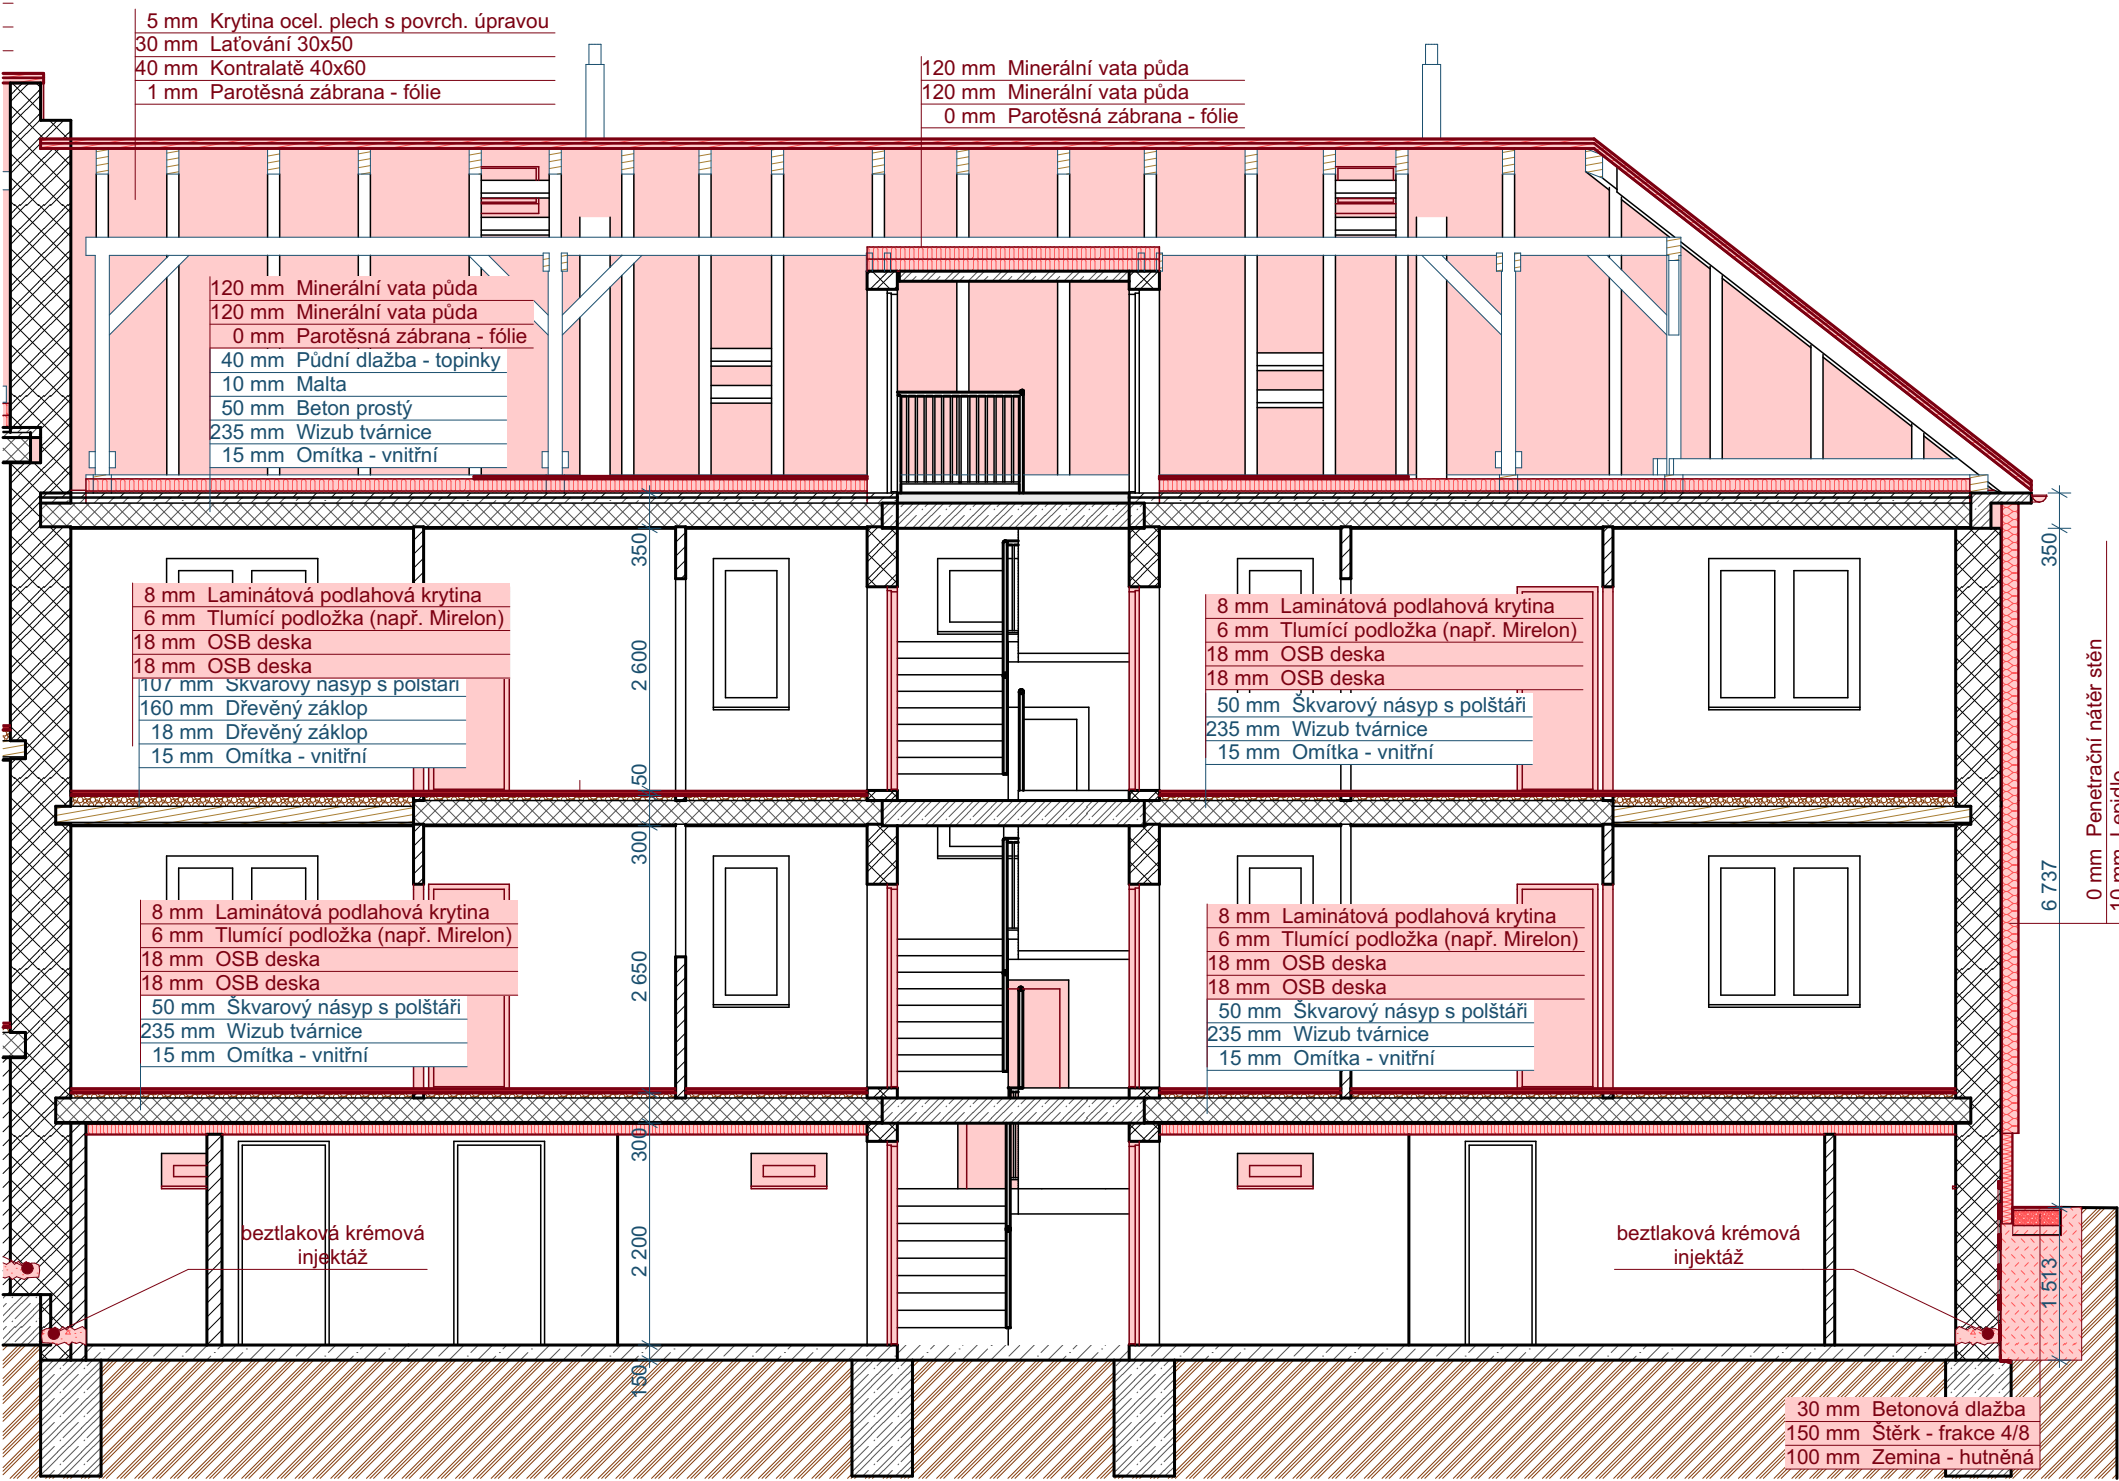 5 mm Krytina ocel. plech s povrch. úpravou
30 mm Laťování 30x50
40 mm Kontralatě 40x60
1 mm Parotěsná zábrana - fólie
120 mm Minerální vata půda
120 mm Minerální vata půda
0 mm Parotěsná zábrana - fólie
120 mm Minerální vata půda
120 mm Minerální vata půda
0 mm Parotěsná zábrana - fólie
40 mm Půdní dlažba - topinky
10 mm Malta
50 mm Beton prostý
235 mm Wizub tvárnice
15 mm Omítka - vnitřní
350
350
8 mm Laminátová podlahová krytina
6 mm Tlumící podložka (např. Mirelon)
18 mm OSB deska
18 mm OSB deska
107 mm Škvarový násyp s polštáři
160 mm Dřevěný záklop
18 mm Dřevěný záklop
15 mm Omítka - vnitřní
2 600
8 mm Laminátová podlahová krytina
6 mm Tlumící podložka (např. Mirelon)
18 mm OSB deska
18 mm OSB deska
50 mm Škvarový násyp s polštáři
235 mm Wizub tvárnice
15 mm Omítka - vnitřní
0 mm Penetrační nátěr stěn
10 mm Lepidlo
50
300
6 737
8 mm Laminátová podlahová krytina
6 mm Tlumící podložka (např. Mirelon)
18 mm OSB deska
18 mm OSB deska
50 mm Škvarový násyp s polštáři
235 mm Wizub tvárnice
15 mm Omítka - vnitřní
2 650
8 mm Laminátová podlahová krytina
6 mm Tlumící podložka (např. Mirelon)
18 mm OSB deska
18 mm OSB deska
50 mm Škvarový násyp s polštáři
235 mm Wizub tvárnice
15 mm Omítka - vnitřní
300
beztlaková krémová
injektáž
2 200
beztlaková krémová
injektáž
1 513
150
30 mm Betonová dlažba
150 mm Štěrk - frakce 4/8
100 mm Zemina - hutněná